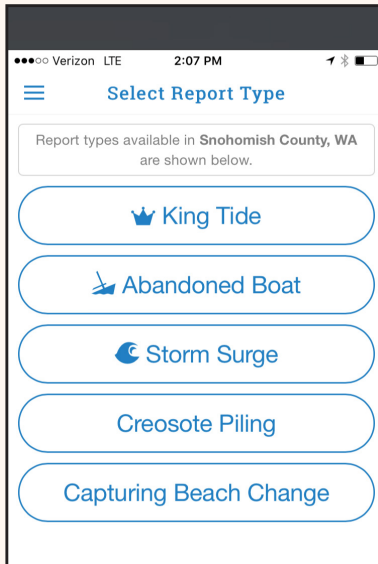 Verizon LTE 2:07 PM
Select Report Type
Report types available in Snohomish County, WA
are shown below.
King Tide
Abandoned Boat
Storm Surge
Creosote Piling
Capturing Beach Change